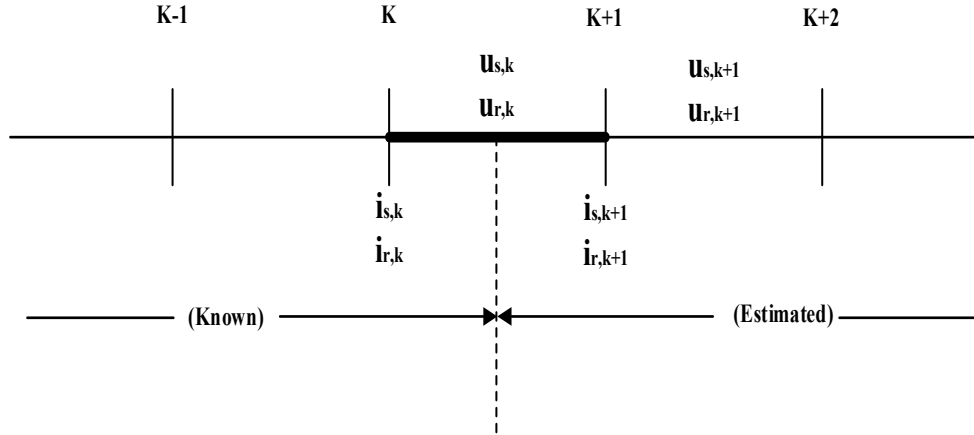 K-1 K K+1 K+2
us,k us,k+1
ur,k ur,k+1
is,k is,k+1
ir,k ir,k+1
(Known) (Estimated)